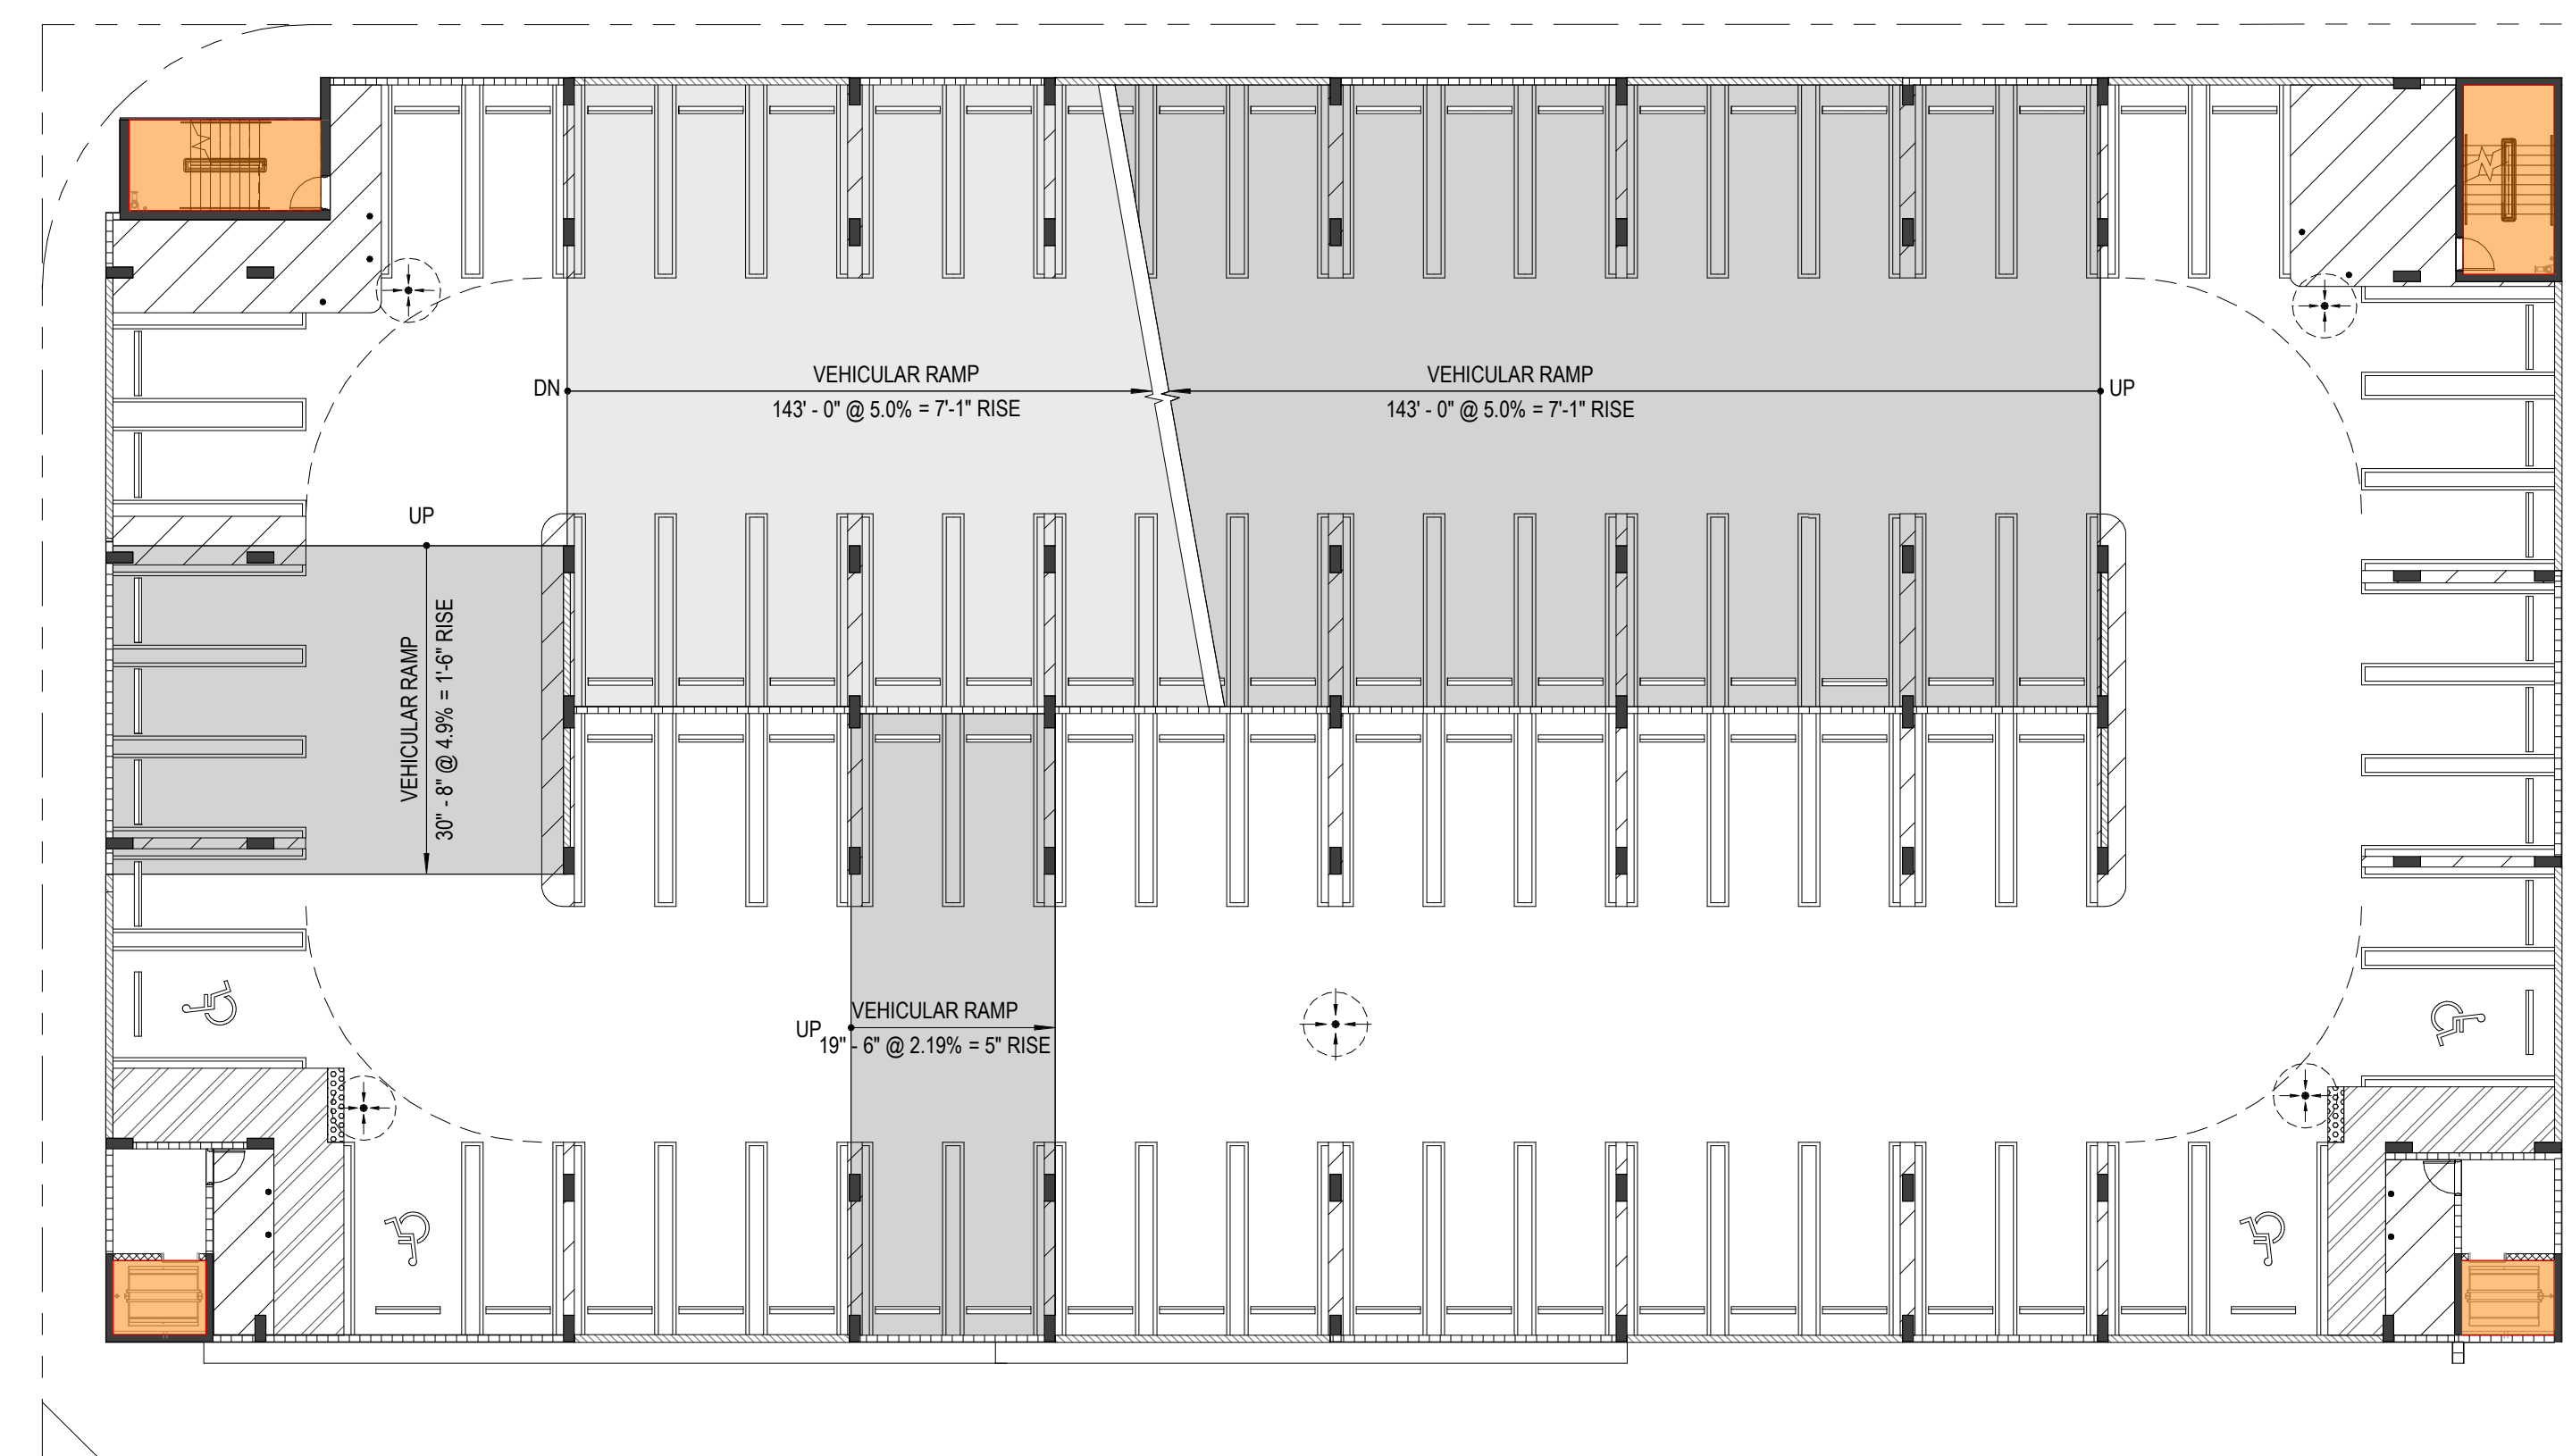 VEHICULAR RAMP
143' - 0" @ 5.0% = 7'-1" RISE
VEHICULAR RAMP
143' - 0" @ 5.0% = 7'-1" RISE
DN
UP
UP
VEHICULAR RAMP
30" - 8" @ 4.9% = 1'-6" RISE
VEHICULAR RAMP
UP
19" - 6" @ 2.19% = 5" RISE